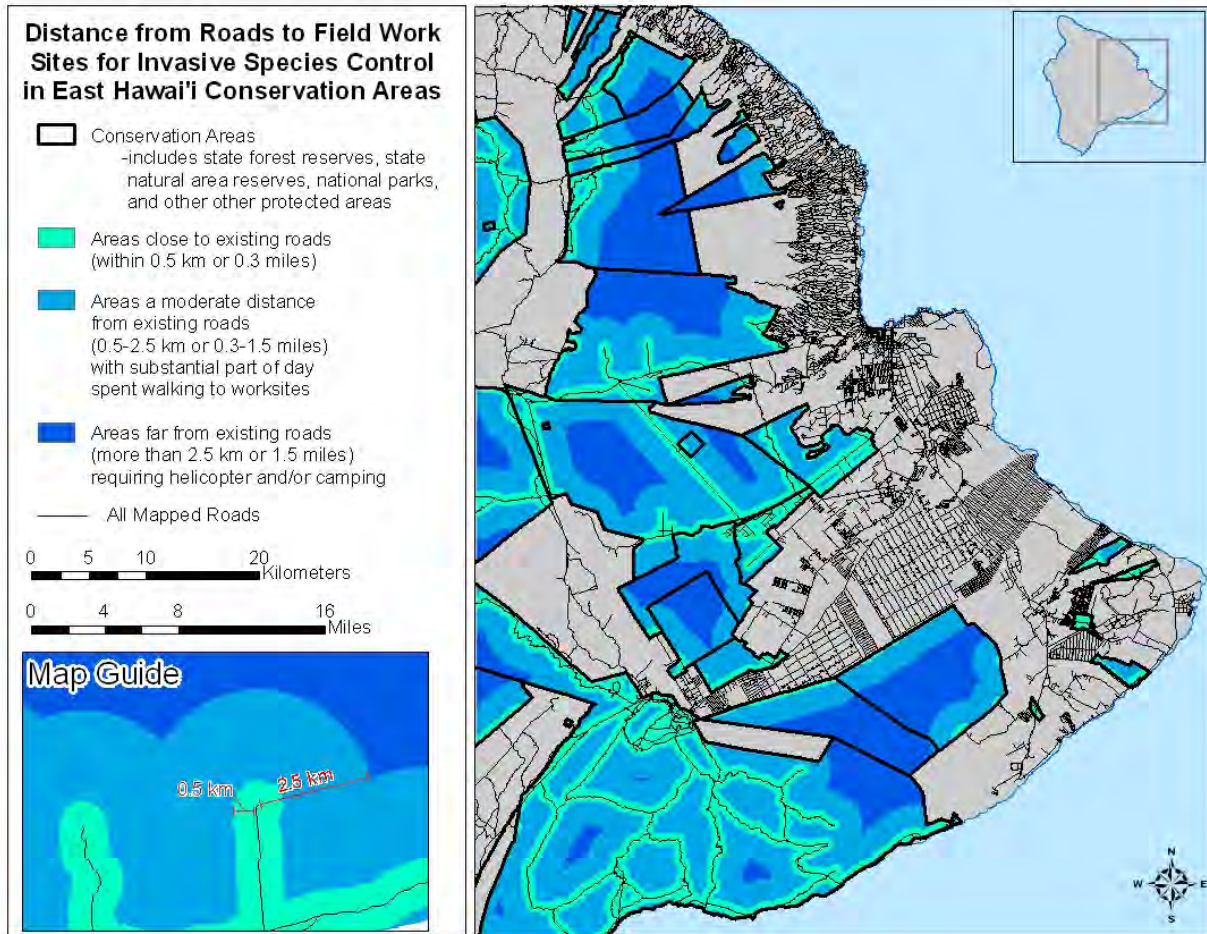 Distance from Roads to Field Work
Sites for Invasive Species Control
in East Hawai'i Conservation Areas
Conservation Areas
-includes state forest reserves, state
natural area reserves, national parks,
and other other protected areas
Areas close to existing roads
(within 0.5 km or 0.3 miles)
Areas a moderate distance
from existing roads
(0.5-2.5 km or 0.3-1.5 miles)
with substantial part of day
spent walking to worksites
Areas far from existing roads
(more than 2.5 km or 1.5 miles)
requiring helicopter and/or camping
All Mapped Roads
0 5 10 20
Kilometers
0 4 8 16
Miles
Map Guide
0.5 km
2.5 km
N
W E
S